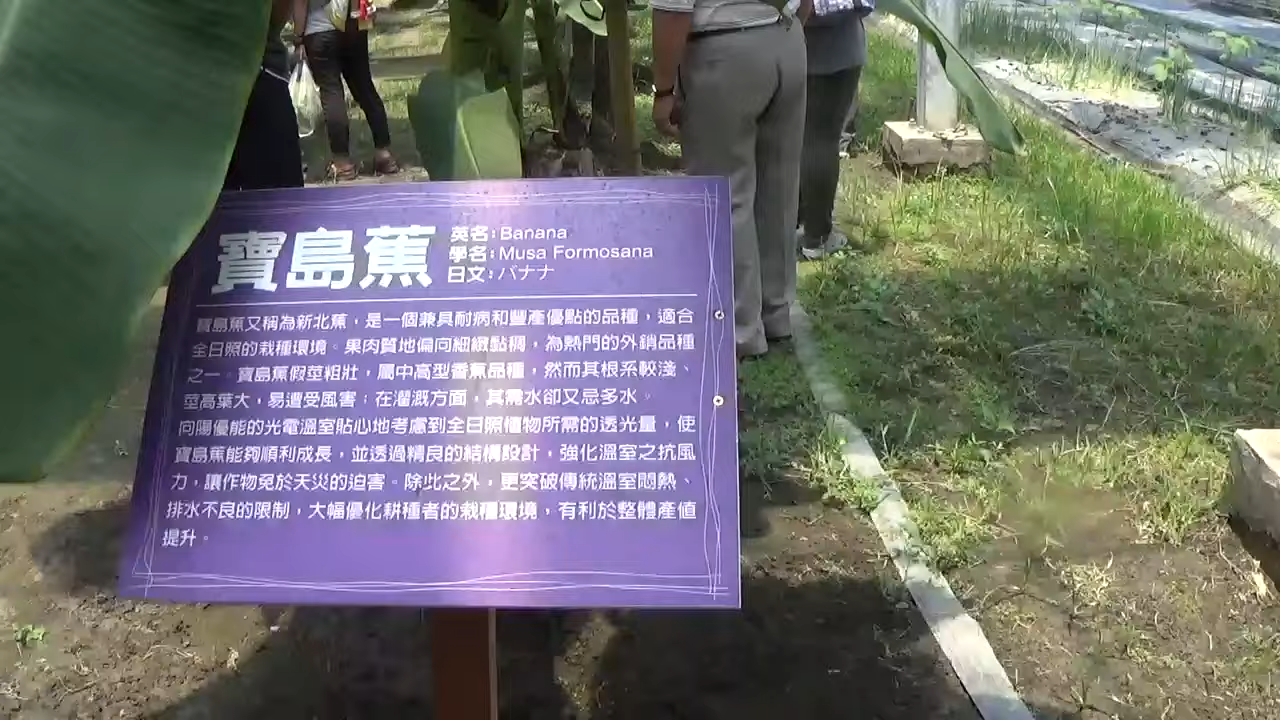 寶島蕉
英名:Banana
學名:Musa Formosana
日文:バナナ
寶島蕉又稱為新北蕉，是一個兼具耐病和豐產優點的品種，適合
全日照的栽種環境。果肉質地偏向細緻黏稠，為熱門的外銷品種
之一。寶島蕉假莖粗壯，屬中高型香蕉品種，然而其根系較淺、
莖高葉大，易遭受風害；在灌溉方面，其需水卻又忌多水。
向陽優能的光電溫室貼心地考慮到全日照植物所需的透光量，使
寶島蕉能夠順利成長，並透過精良的結構設計，強化溫室之抗風
力，讓作物免於天災的迫害。除此之外，更突破傳統溫室悶熱、
排水不良的限制，大幅優化耕種者的栽種環境，有利於整體產值
提升。